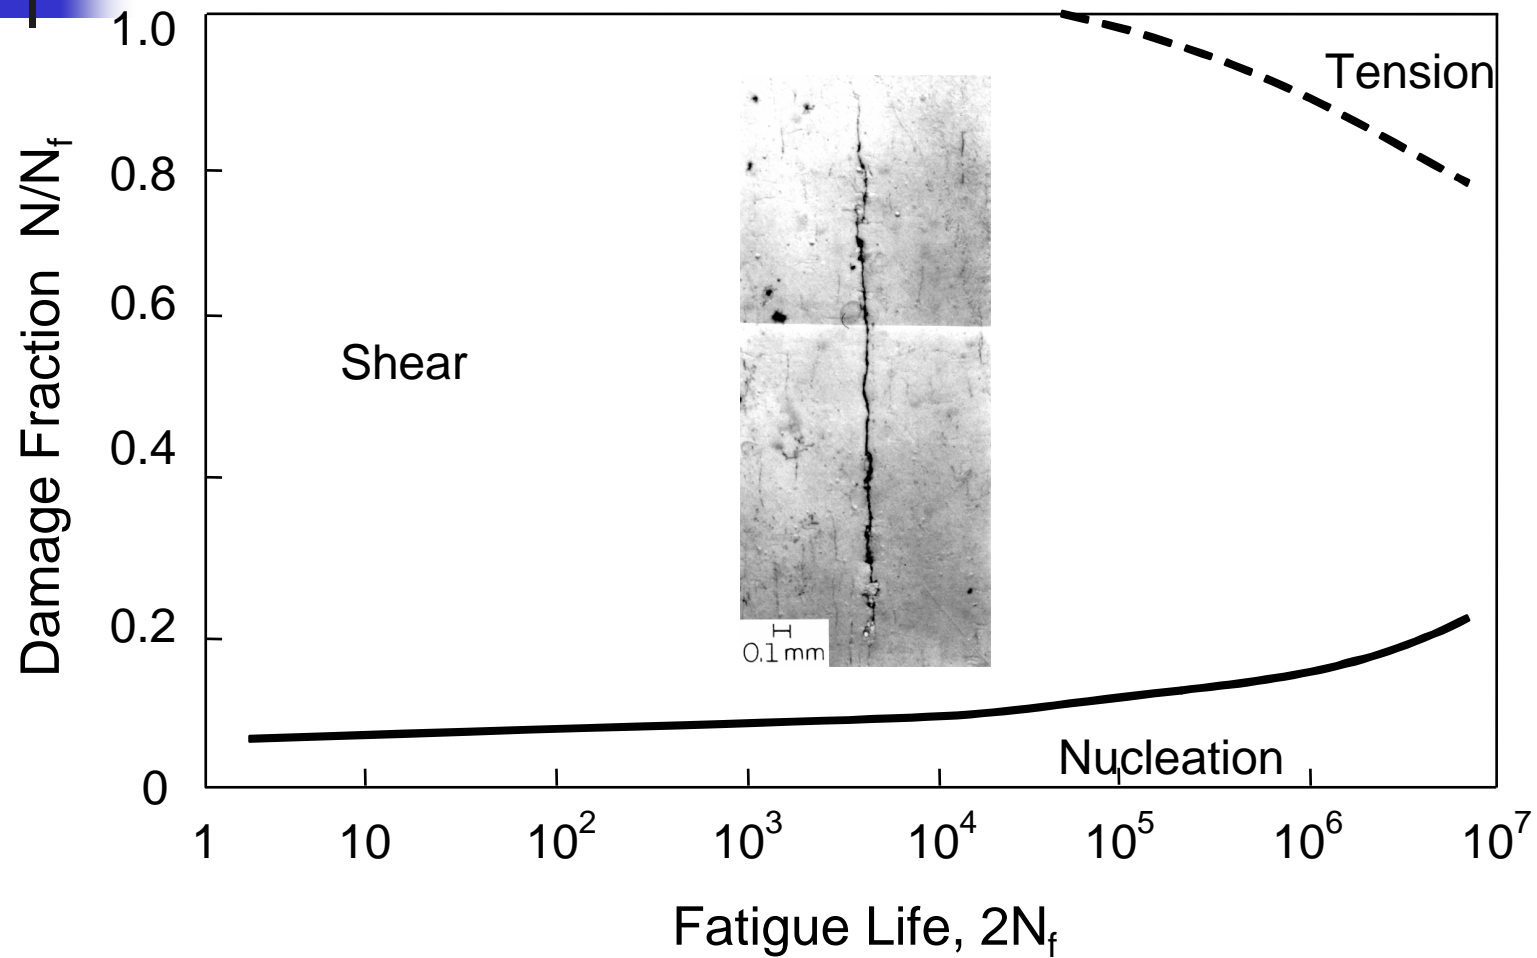 1.0
0.8
0.6
0.4
0.2
0
Damage Fraction N/Nf
Tension
Shear
0.1 mm
Nucleation
1
10
10²
10³
10⁴
10⁵
10⁶
10⁷
Fatigue Life, 2Nf